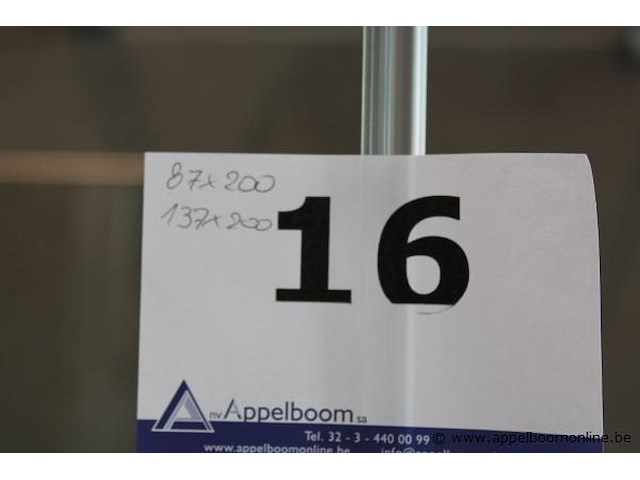 87x200
137x200
16
nv Appelboom sa
Tel. 32 - 3 - 440 00 99
www.appelboomonline.be
© www.appelboomonline.be